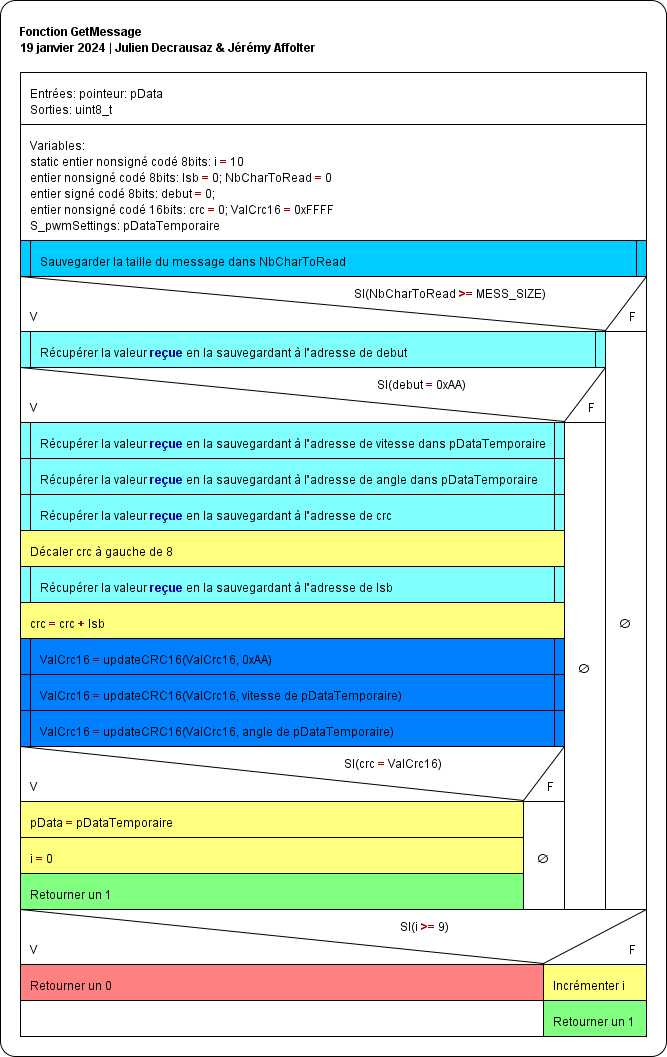 Fonction GetMessage
19 janvier 2024 | Julien Decrausaz & Jérémy Affolter
Entrées: pointeur: pData
Sorties: uint8_t
Variables:
static entier nonsigné codé 8bits: i = 10
entier nonsigné codé 8bits: lsb = 0; NbCharToRead = 0
entier signé codé 8bits: debut = 0;
entier nonsigné codé 16bits: crc = 0; ValCrc16 = 0xFFFF
S_pwmSettings: pDataTemporaire
Sauvegarder la taille du message dans NbCharToRead
SI(NbCharToRead >= MESS_SIZE)
V
F
Récupérer la valeur reçue en la sauvegardant à l'adresse de debut
SI(debut = 0xAA)
V
F
Récupérer la valeur reçue en la sauvegardant à l'adresse de vitesse dans pDataTemporaire
Récupérer la valeur reçue en la sauvegardant à l'adresse de angle dans pDataTemporaire
Récupérer la valeur reçue en la sauvegardant à l'adresse de crc
Décaler crc à gauche de 8
Récupérer la valeur reçue en la sauvegardant à l'adresse de lsb
crc = crc + lsb
∅
ValCrc16 = updateCRC16(ValCrc16, 0xAA)
∅
ValCrc16 = updateCRC16(ValCrc16, vitesse de pDataTemporaire)
ValCrc16 = updateCRC16(ValCrc16, angle de pDataTemporaire)
SI(crc = ValCrc16)
V
F
pData = pDataTemporaire
i = 0
∅
Retourner un 1
SI(i >= 9)
V
F
Retourner un 0
Incrémenter i
Retourner un 1